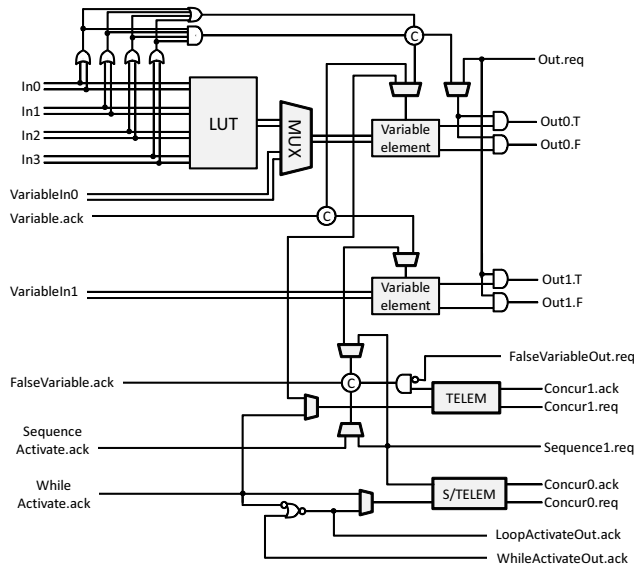 C
Out.req
In0
In1
In2
In3
LUT
MUX
Variable
element
Out0.T
Out0.F
VariableIn0
Variable.ack
C
VariableIn1
Variable
element
Out1.T
Out1.F
FalseVariableOut.req
FalseVariable.ack
C
TELEM
Concur1.ack
Concur1.req
Sequence
Activate.ack
Sequence1.req
While
Activate.ack
S/TELEM
Concur0.ack
Concur0.req
LoopActivateOut.ack
WhileActivateOut.ack